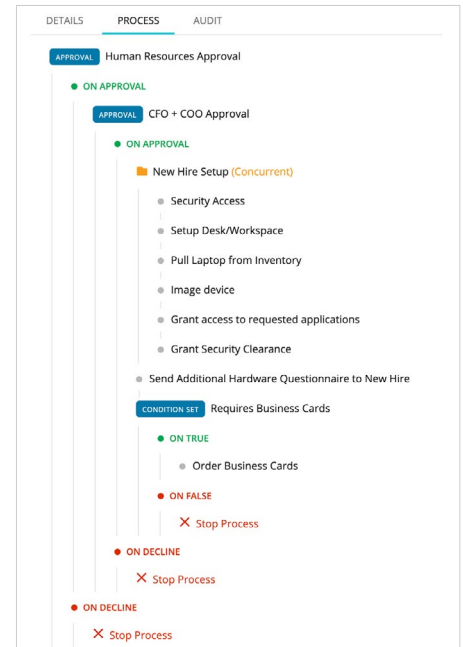 DETAILS PROCESS AUDIT
APPROVAL Human Resources Approval
ON APPROVAL
APPROVAL CFO + COO Approval
ON APPROVAL
New Hire Setup (Concurrent)
Security Access
Setup Desk/Workspace
Pull Laptop from Inventory
Image device
Grant access to requested applications
Grant Security Clearance
Send Additional Hardware Questionnaire to New Hire
CONDITION SET Requires Business Cards
ON TRUE
Order Business Cards
ON FALSE
Stop Process
ON DECLINE
Stop Process
ON DECLINE
Stop Process